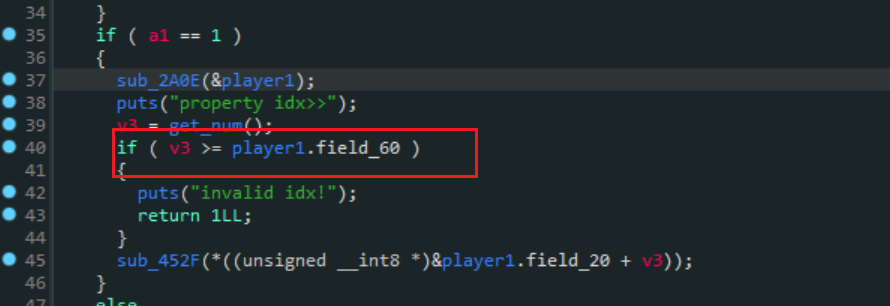 34 }
35 if ( a1 == 1 )
36 {
37 sub_2A0E(&player1);
38 puts("property idx>>");
39 v3 = get_num();
40 if ( v3 >= player1.field_60 )
41 {
42 puts("invalid idx!");
43 return 1LL;
44 }
45 sub_452F(*((unsigned __int8 *)&player1.field_20 + v3));
46 }
47 else